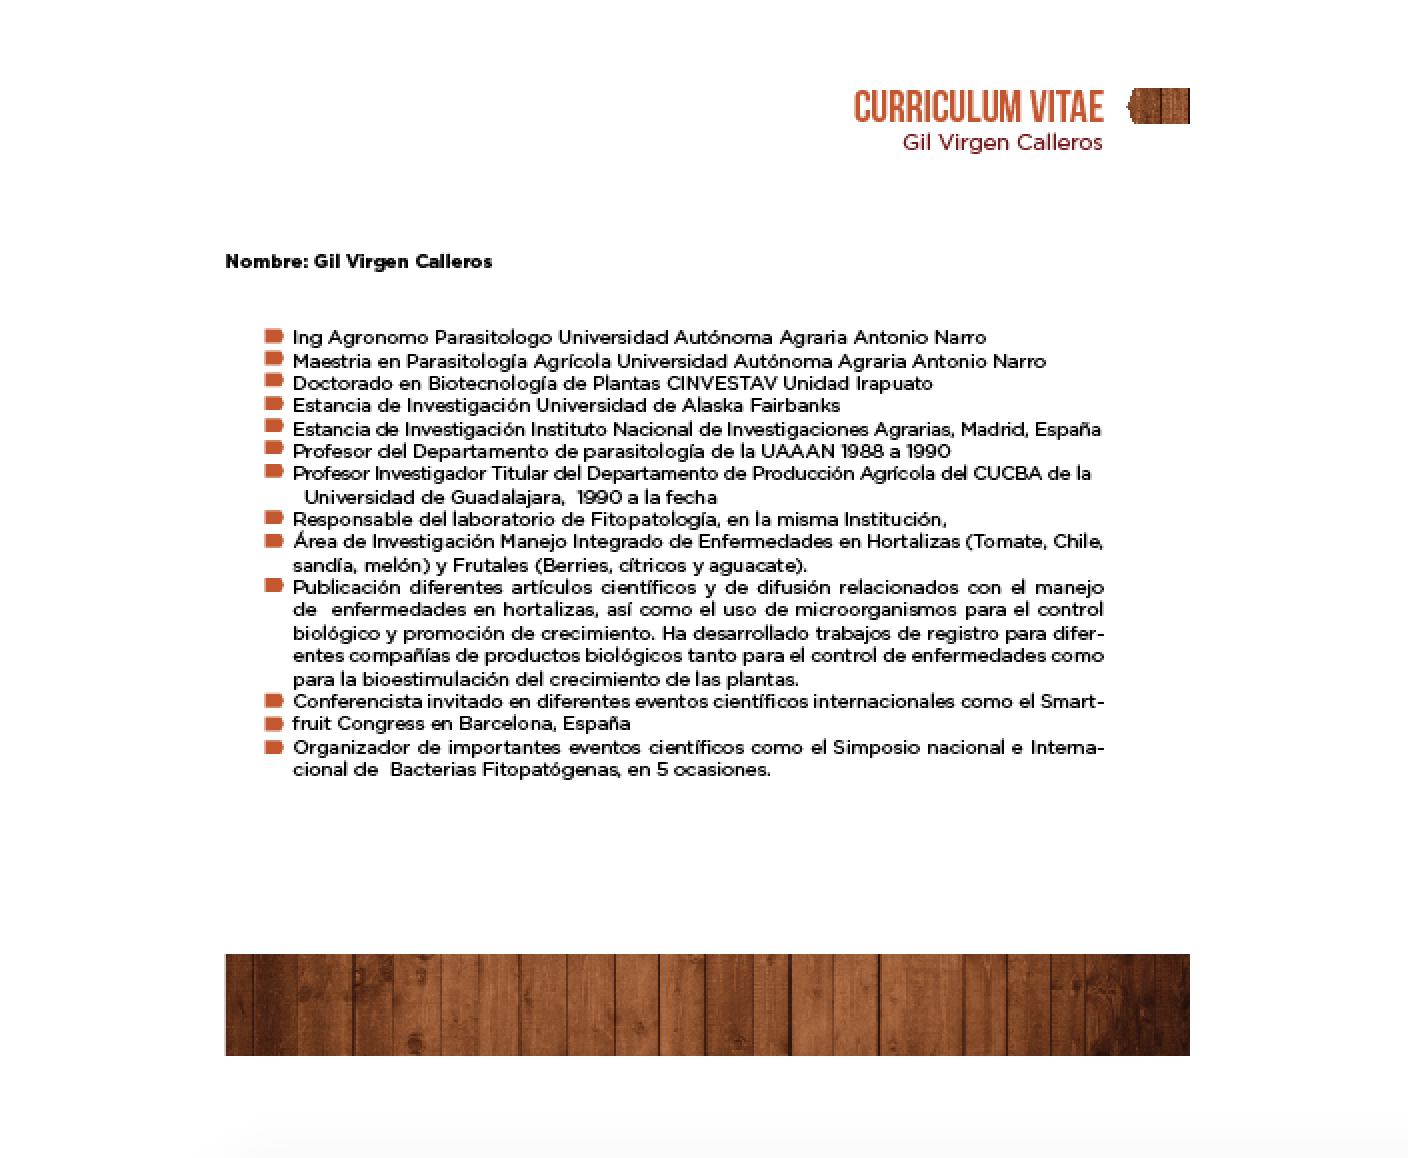 CURRICULUM VITAE
Gil Virgen Calleros
Nombre: Gil Virgen Calleros
Ing Agronomo Parasitologo Universidad Autónoma Agraria Antonio Narro
Maestria en Parasitología Agrícola Universidad Autónoma Agraria Antonio Narro
Doctorado en Biotecnología de Plantas CINVESTAV Unidad Irapuato
Estancia de Investigación Universidad de Alaska Fairbanks
Estancia de Investigación Instituto Nacional de Investigaciones Agrarias, Madrid, España
Profesor del Departamento de parasitología de la UAAAN 1988 a 1990
Profesor Investigador Titular del Departamento de Producción Agrícola del CUCBA de la
Universidad de Guadalajara, 1990 a la fecha
Responsable del laboratorio de Fitopatología, en la misma Institución,
Área de Investigación Manejo Integrado de Enfermedades en Hortalizas (Tomate, Chile,
sandía, melón) y Frutales (Berries, cítricos y aguacate).
Publicación diferentes artículos científicos y de difusión relacionados con el manejo
de enfermedades en hortalizas, así como el uso de microorganismos para el control
biológico y promoción de crecimiento. Ha desarrollado trabajos de registro para difer-
entes compañías de productos biológicos tanto para el control de enfermedades como
para la bioestimulación del crecimiento de las plantas.
Conferencista invitado en diferentes eventos científicos internacionales como el Smart-
fruit Congress en Barcelona, España
Organizador de importantes eventos científicos como el Simposio nacional e Interna-
cional de Bacterias Fitopatógenas, en 5 ocasiones.